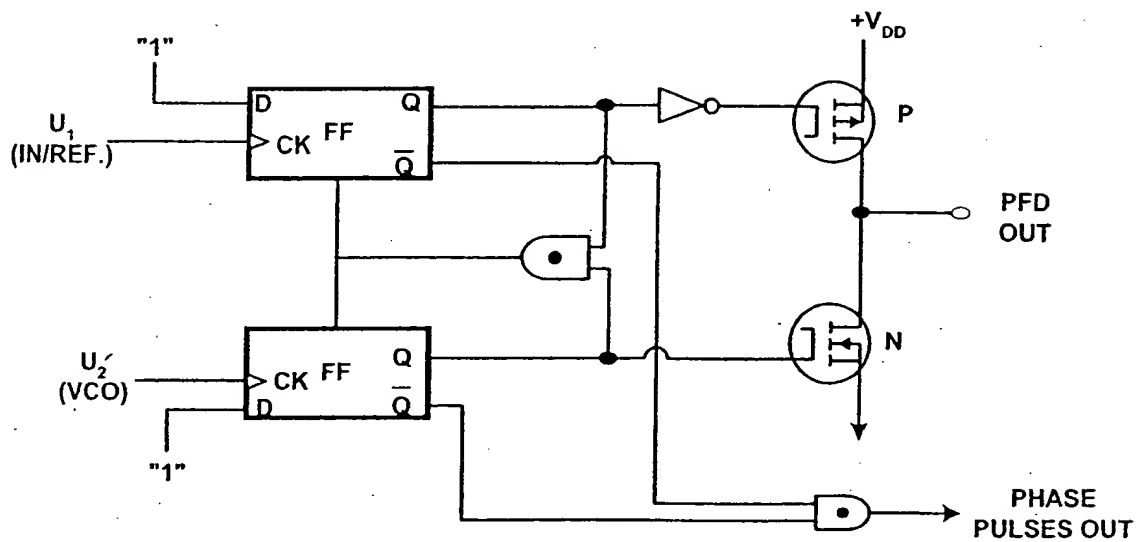 +V_DD
"1"
D
Q
P
U_1
(IN/REF.)
CK FF
Q̅
PFD
OUT
N
U_2′
(VCO)
CK FF
Q
D
Q̅
"1"
PHASE
PULSES OUT